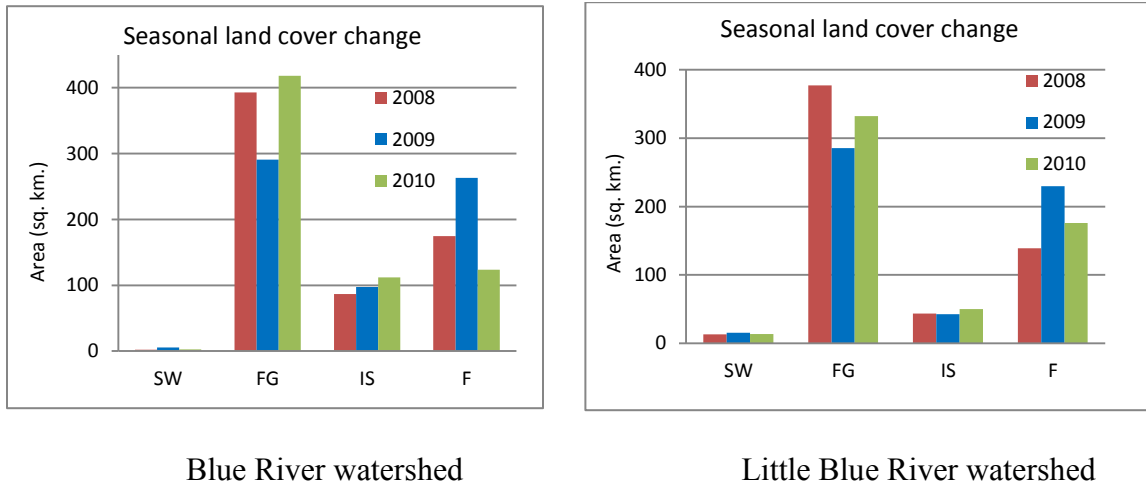 Seasonal land cover change
Area (sq. km.)
400
300
200
100
0
2008
2009
2010
SW FG IS F
Blue River watershed
Seasonal land cover change
Area (sq. km.)
400
300
200
100
0
2008
2009
2010
SW FG IS F
Little Blue River watershed